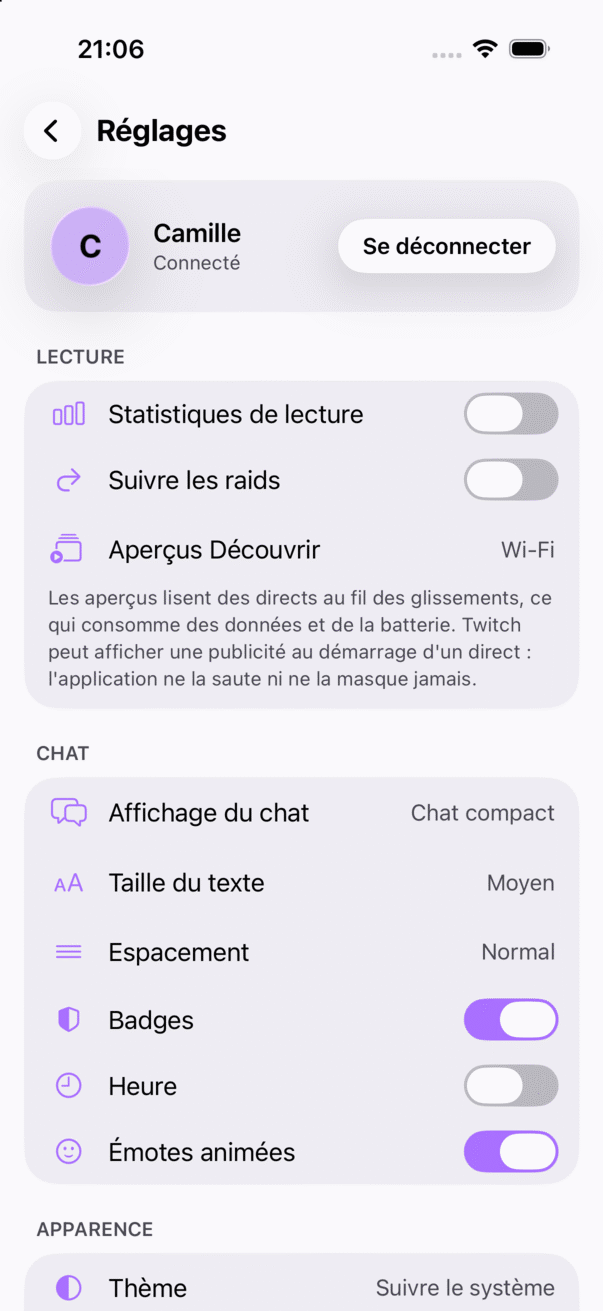 21:06
Réglages
C
Camille
Connecté
Se déconnecter
LECTURE
Statistiques de lecture
Suivre les raids
Aperçus Découvrir
Wi-Fi
Les aperçus lisent des directs au fil des glissements, ce
qui consomme des données et de la batterie. Twitch
peut afficher une publicité au démarrage d'un direct :
l'application ne la saute ni ne la masque jamais.
CHAT
Affichage du chat
Chat compact
AA
Taille du texte
Moyen
Espacement
Normal
Badges
Heure
Émotes animées
APPARENCE
Thème
Suivre le système